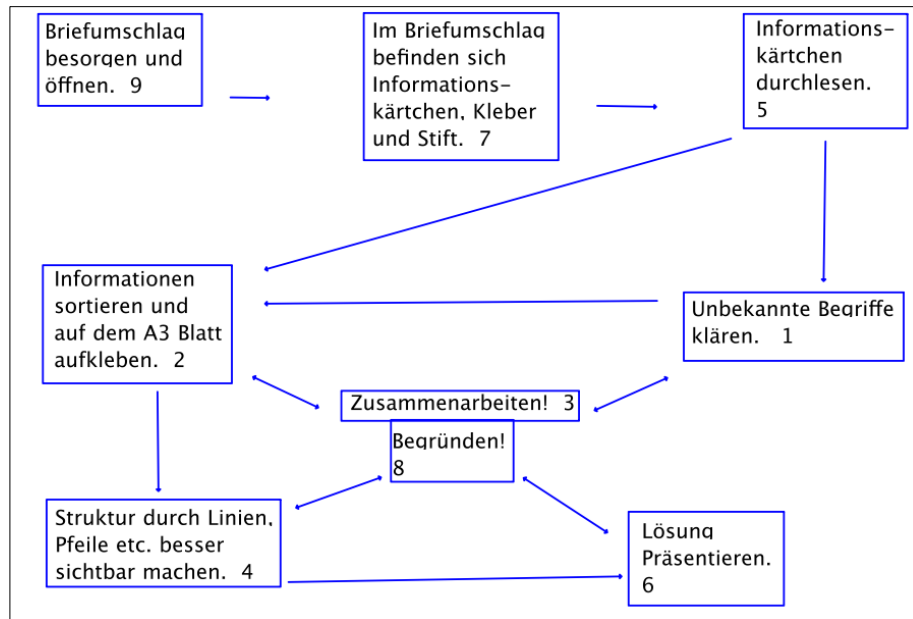 Briefumschlag
besorgen und
öffnen. 9
Im Briefumschlag
befinden sich
Informations-
kärtchen, Kleber
und Stift. 7
Informations-
kärtchen
durchlesen.
5
Informationen
sortieren und
auf dem A3 Blatt
aufkleben. 2
Unbekannte Begriffe
klären. 1
Zusammenarbeiten! 3
Begründen!
8
Struktur durch Linien,
Pfeile etc. besser
sichtbar machen. 4
Lösung
Präsentieren.
6